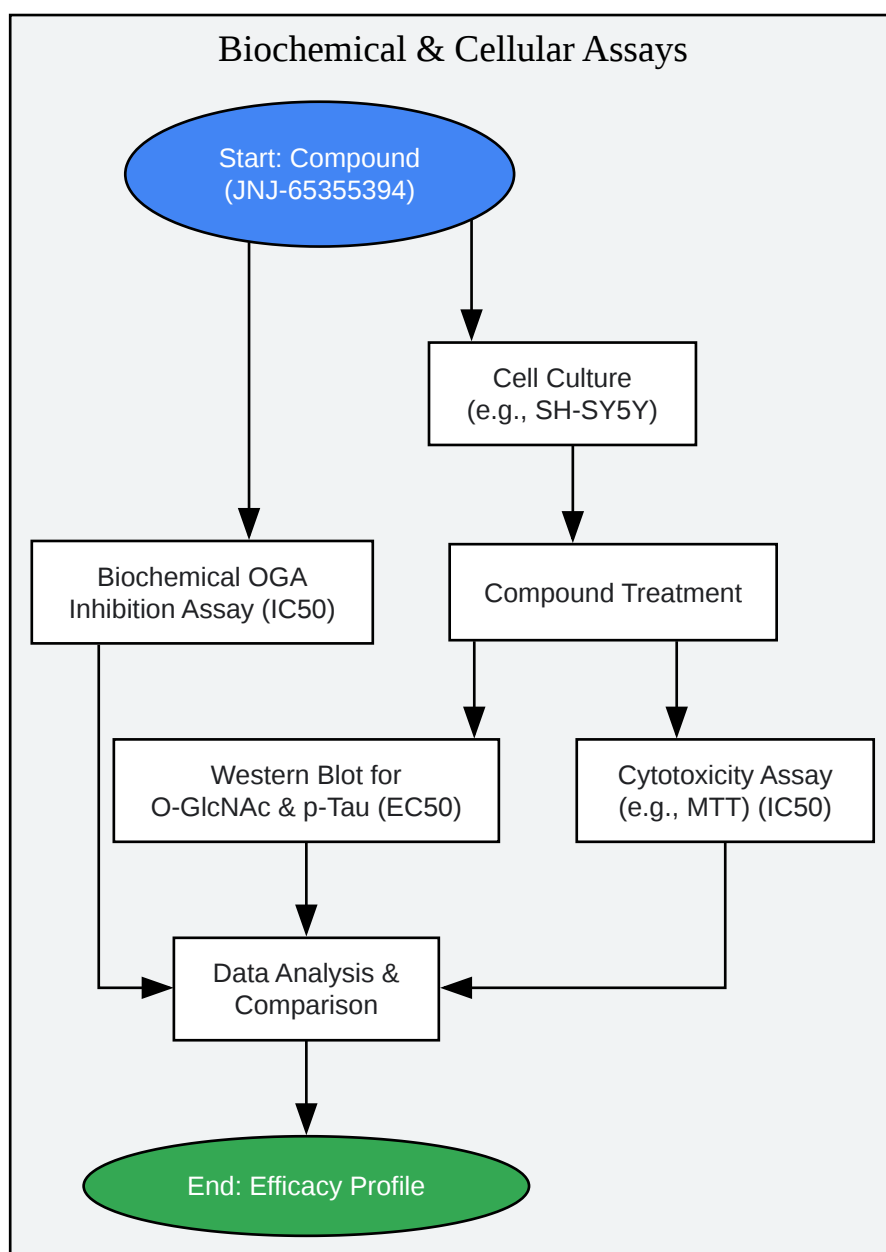 Biochemical & Cellular Assays
Start: Compound
(JNJ-65355394)
Cell Culture
(e.g., SH-SY5Y)
Biochemical OGA
Inhibition Assay (IC50)
Compound Treatment
Western Blot for
O-GlcNAc & p-Tau (EC50)
Cytotoxicity Assay
(e.g., MTT) (IC50)
Data Analysis &
Comparison
End: Efficacy Profile